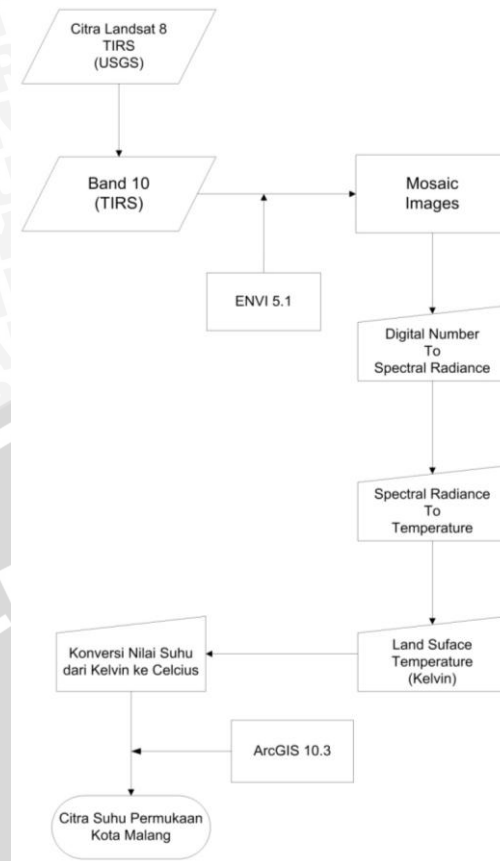 Citra Landsat 8
TIRS
(USGS)
Band 10
(TIRS)
Mosaic
Images
ENVI 5.1
Digital Number
To
Spectral Radiance
Spectral Radiance
To
Temperature
Land Suface
Temperature
(Kelvin)
Konversi Nilai Suhu
dari Kelvin ke Celcius
ArcGIS 10.3
Citra Suhu Permukaan
Kota Malang